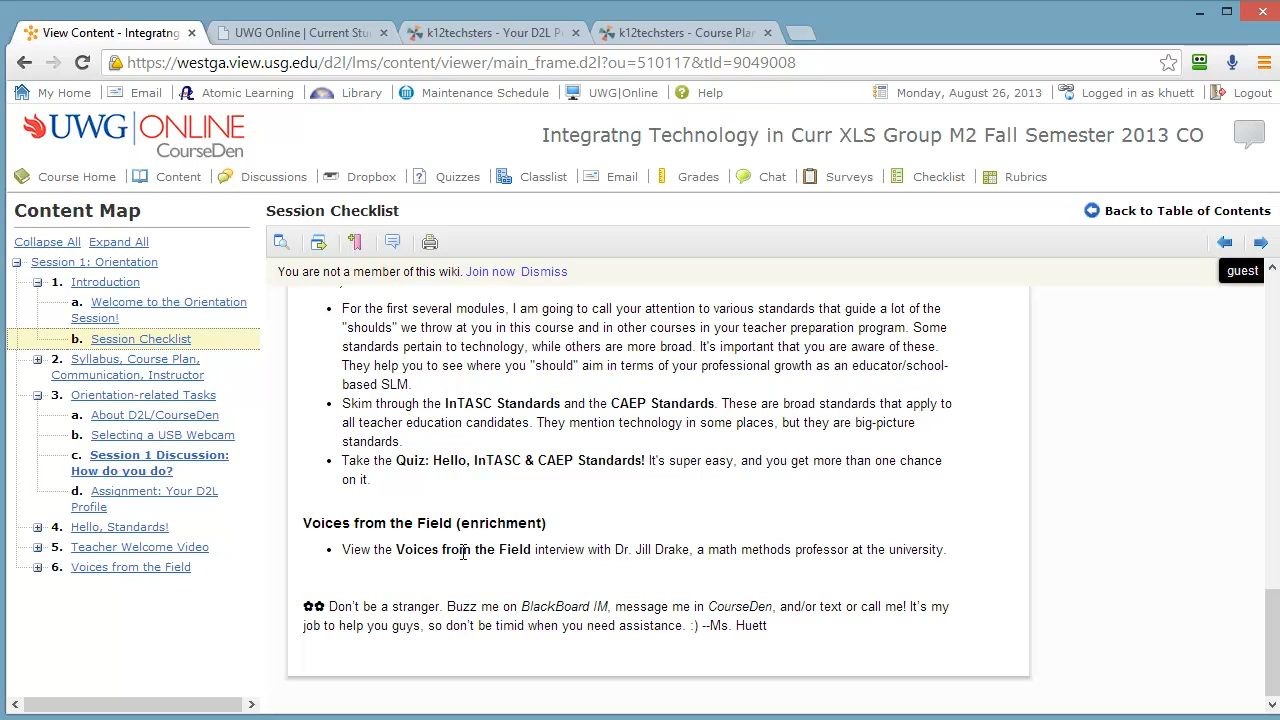 View Content - Integratng
UWG Online | Current Stu
k12techsters - Your D2L P
k12techsters - Course Plar
https://westga.view.usg.edu/d2l/lms/content/viewer/main_frame.d2l?ou=510117&tId=9049008
My Home Email Atomic Learning Library Maintenance Schedule UWG|Online Help Monday, August 26, 2013 Logged in as khuett Logout
UWG | ONLINE
CourseDen
Integratng Technology in Curr XLS Group M2 Fall Semester 2013 CO
Course Home Content Discussions Dropbox Quizzes Classlist Email Grades Chat Surveys Checklist Rubrics
Content Map
Collapse All Expand All
Session 1: Orientation
1. Introduction
a. Welcome to the Orientation
Session!
b. Session Checklist
2. Syllabus, Course Plan,
Communication, Instructor
3. Orientation-related Tasks
a. About D2L/CourseDen
b. Selecting a USB Webcam
c. Session 1 Discussion:
How do you do?
d. Assignment: Your D2L
Profile
4. Hello, Standards!
5. Teacher Welcome Video
6. Voices from the Field
Session Checklist
Back to Table of Contents
You are not a member of this wiki. Join now Dismiss
guest
• For the first several modules, I am going to call your attention to various standards that guide a lot of the
"shoulds" we throw at you in this course and in other courses in your teacher preparation program. Some
standards pertain to technology, while others are more broad. It's important that you are aware of these.
They help you to see where you "should" aim in terms of your professional growth as an educator/school-
based SLM.
• Skim through the InTASC Standards and the CAEP Standards. These are broad standards that apply to
all teacher education candidates. They mention technology in some places, but they are big-picture
standards.
• Take the Quiz: Hello, InTASC & CAEP Standards! It's super easy, and you get more than one chance
on it.
Voices from the Field (enrichment)
• View the Voices from the Field interview with Dr. Jill Drake, a math methods professor at the university.
✿✿ Don't be a stranger. Buzz me on BlackBoard IM, message me in CourseDen, and/or text or call me! It's my
job to help you guys, so don't be timid when you need assistance. :) --Ms. Huett